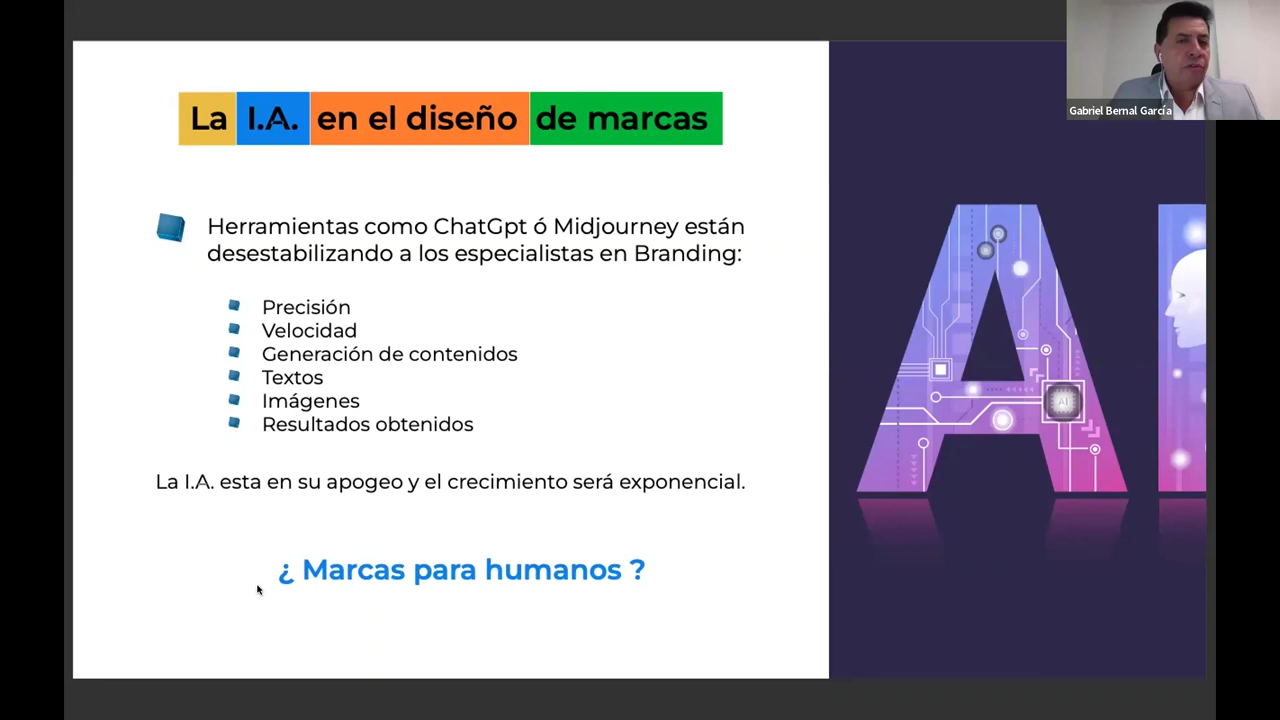 La I.A. en el diseño de marcas
Herramientas como ChatGpt ó Midjourney están
desestabilizando a los especialistas en Branding:
Precisión
Velocidad
Generación de contenidos
Textos
Imágenes
Resultados obtenidos
La I.A. esta en su apogeo y el crecimiento será exponencial.
¿ Marcas para humanos ?
Gabriel Bernal García
AI
AI